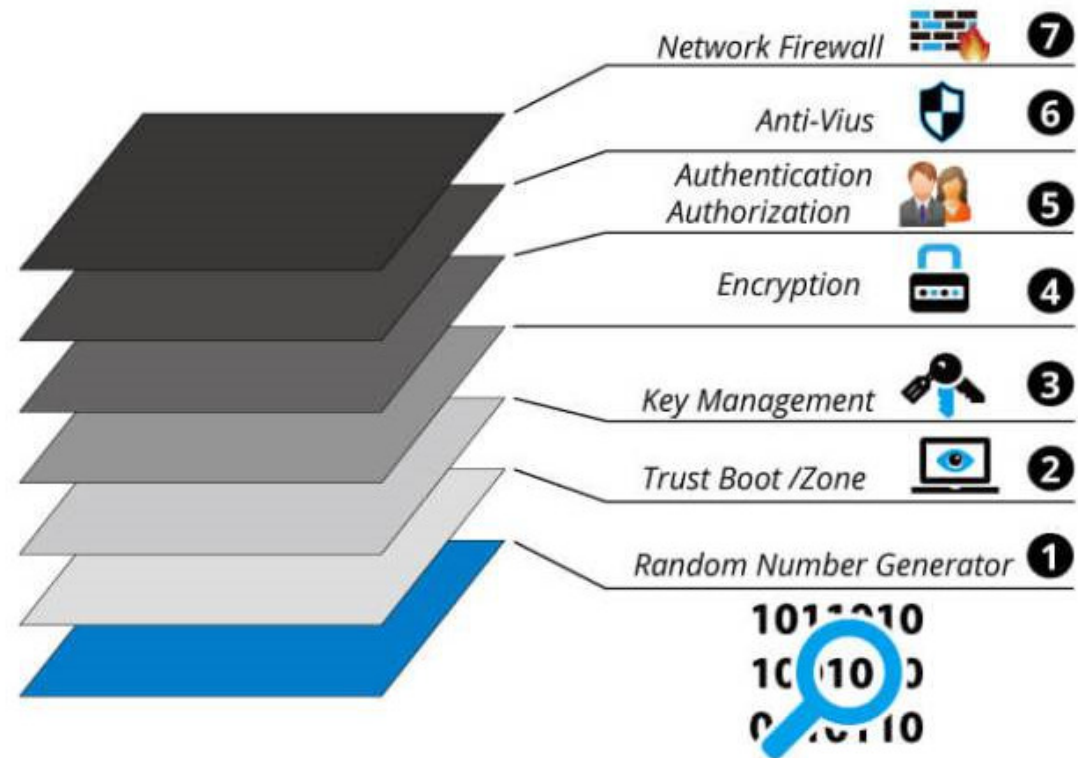 Network Firewall 7
Anti-Vius 6
Authentication
Authorization 5
Encryption 4
Key Management 3
Trust Boot /Zone 2
Random Number Generator 1